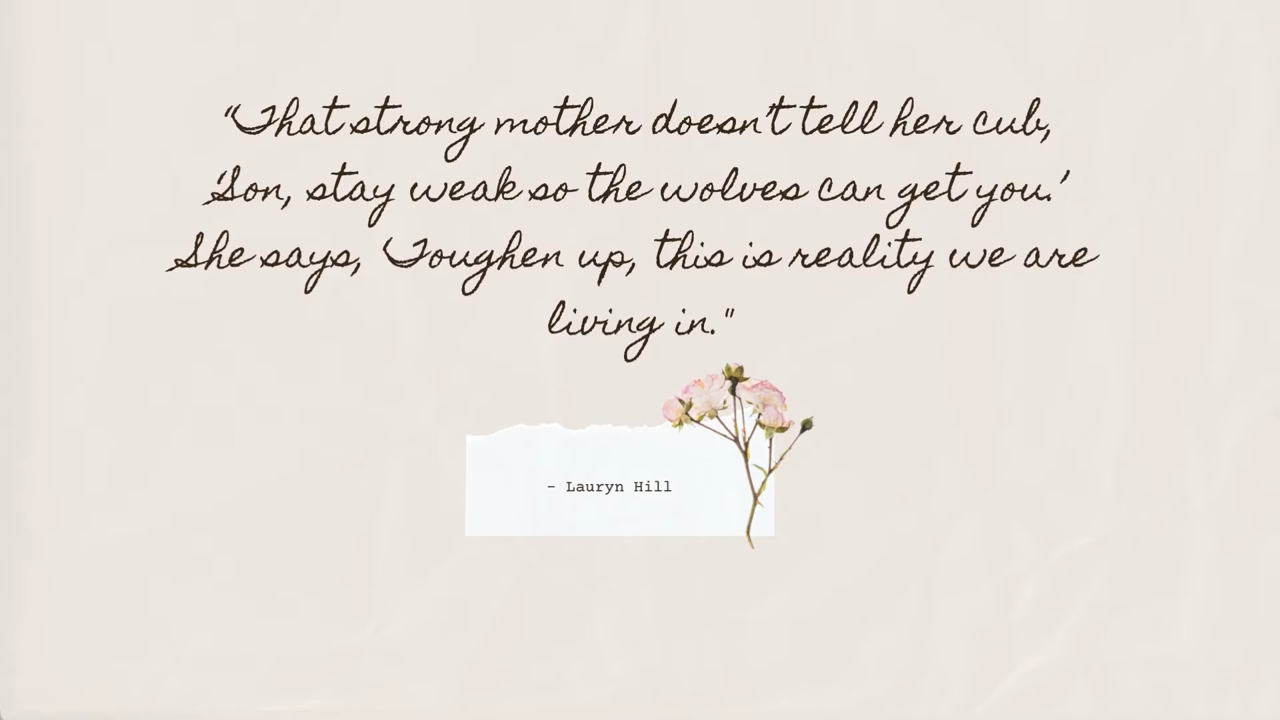 "That strong mother doesn't tell her cub,
'Son, stay weak so the wolves can get you.'
She says, 'Toughen up, this is reality we are
living in."
- Lauryn Hill